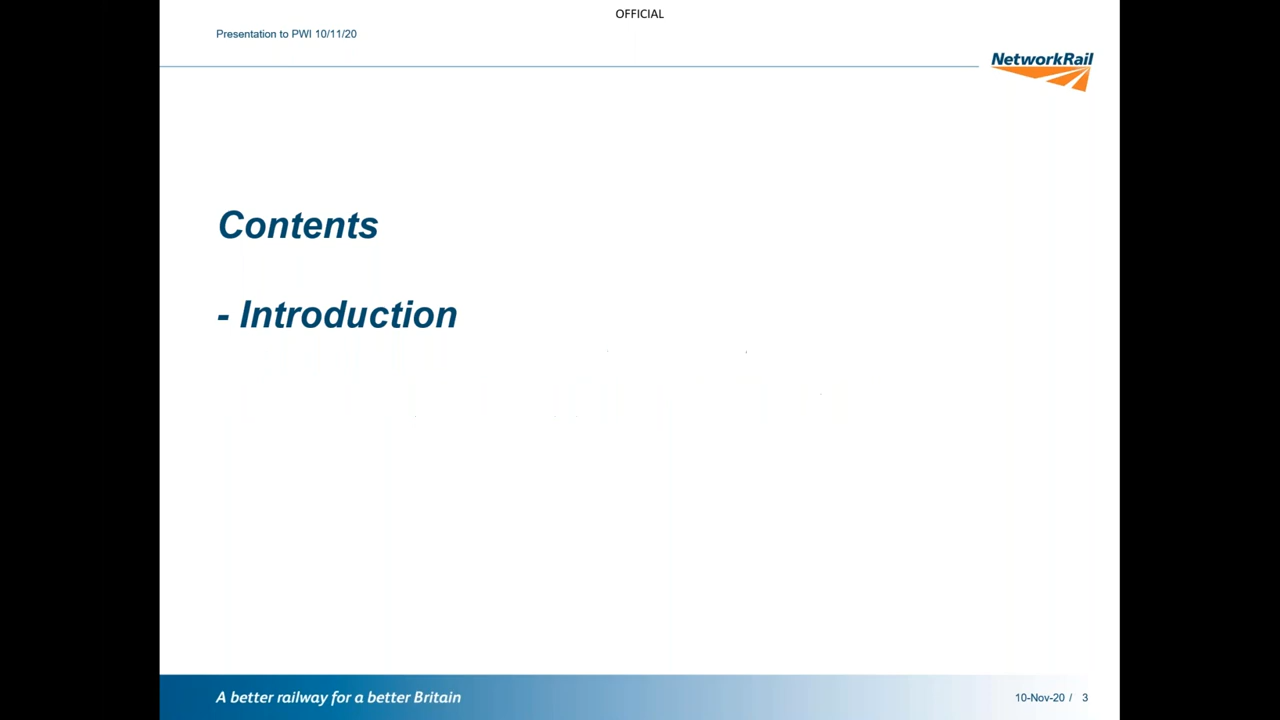 OFFICIAL
Presentation to PWI 10/11/20
NetworkRail
Contents
- Introduction
A better railway for a better Britain
10-Nov-20 / 3